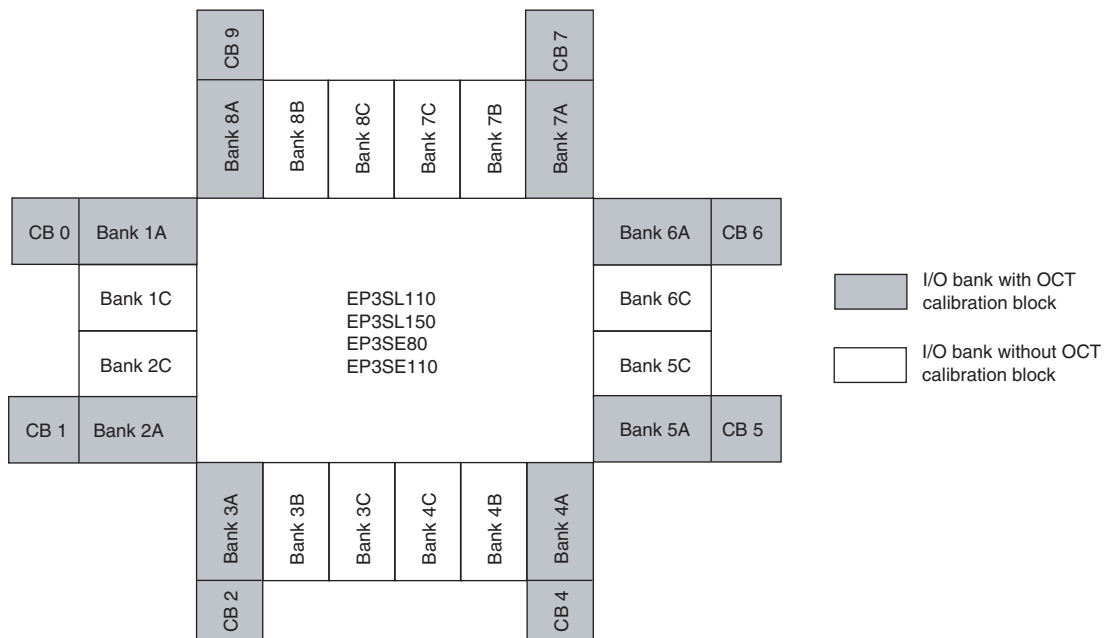 CB 9
CB 7
Bank 8A
Bank 8B
Bank 8C
Bank 7C
Bank 7B
Bank 7A
CB 0
Bank 1A
Bank 6A
CB 6
Bank 1C
Bank 6C
Bank 2C
Bank 5C
CB 1
Bank 2A
Bank 5A
CB 5
EP3SL110
EP3SL150
EP3SE80
EP3SE110
Bank 3A
Bank 3B
Bank 3C
Bank 4C
Bank 4B
Bank 4A
CB 2
CB 4
I/O bank with OCT
calibration block
I/O bank without OCT
calibration block